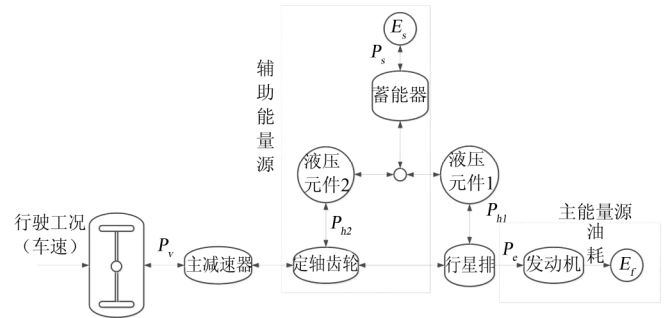 E_s
P_s
辅助能量源
蓄能器
液压
元件2
液压
元件1
P_h2
P_h1
主能量源
油耗
行驶工况
（车速）
P_v
主减速器
定轴齿轮
行星排
P_e
发动机
E_f